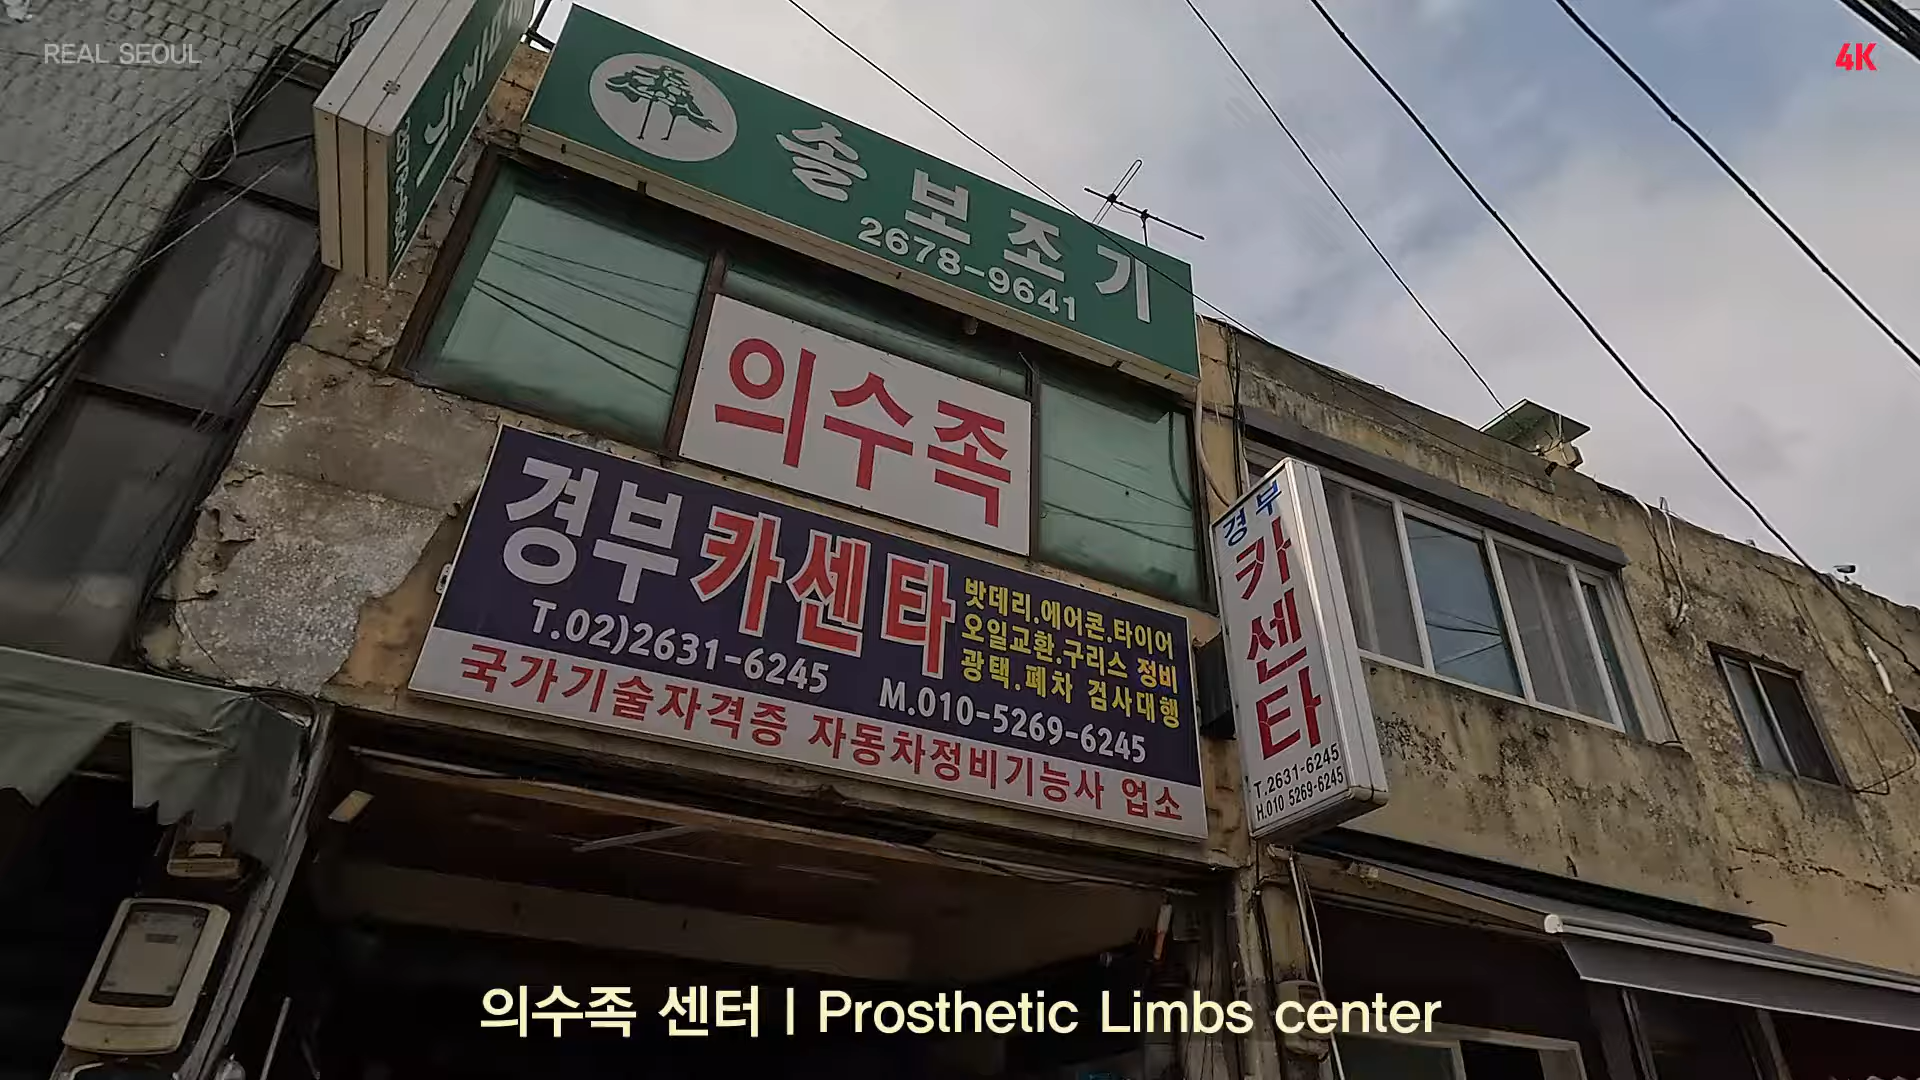 REAL SEOUL
4K
솔 보 조 기
2678-9641
의수족
경부카센타
밧데리.에어콘.타이어
오일교환.구리스 정비
광택.폐차 검사대행
T.02)2631-6245
M.010-5269-6245
국가기술자격증 자동차정비기능사 업소
경부
카센타
T.2631-6245
H.010 5269-6245
의수족 센터 | Prosthetic Limbs center